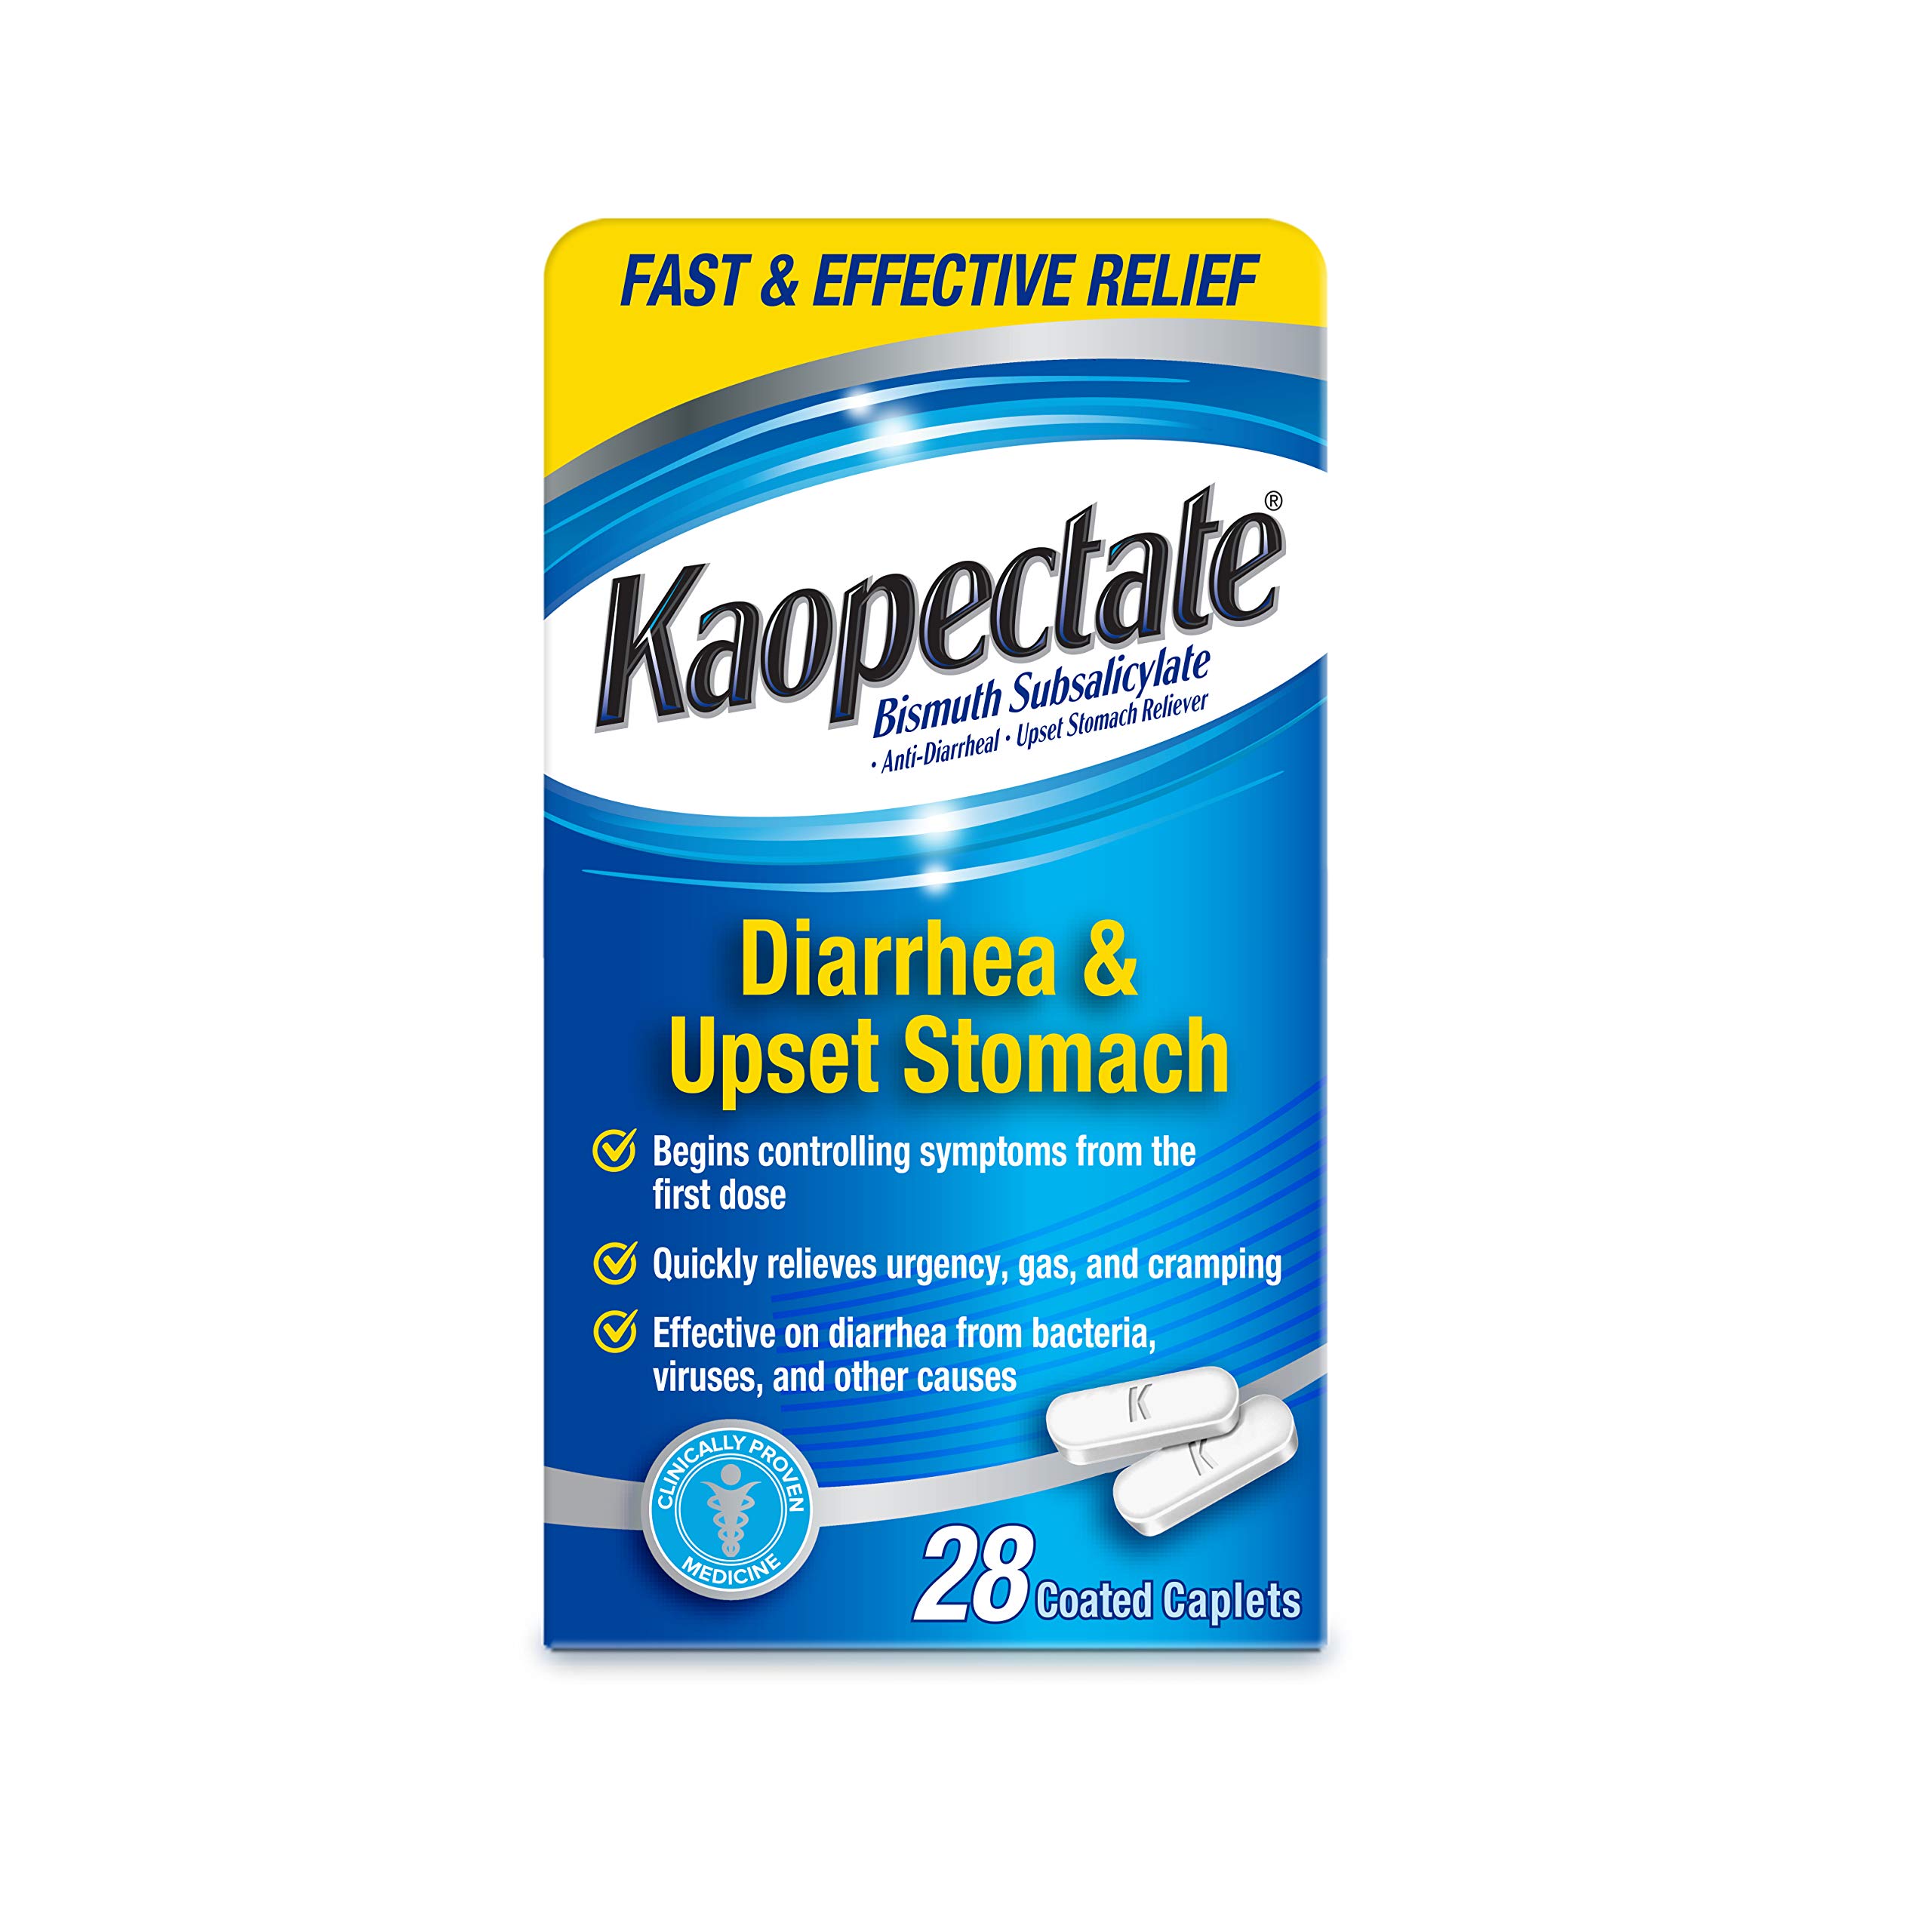 FAST & EFFECTIVE RELIEF
Kaopectate®
Bismuth Subsalicylate
• Anti-Diarrheal • Upset Stomach Reliever
Diarrhea &
Upset Stomach
Begins controlling symptoms from the
first dose
Quickly relieves urgency, gas, and cramping
Effective on diarrhea from bacteria,
viruses, and other causes
K
K
CLINICALLY PROVEN
MEDICINE
28 Coated Caplets